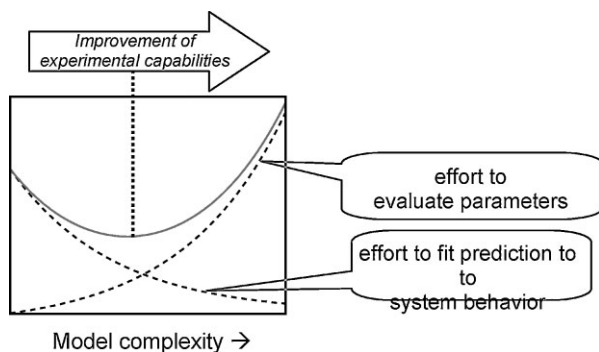 Improvement of
experimental capabilities
effort to
evaluate parameters
effort to fit prediction to
to
system behavior
Model complexity →